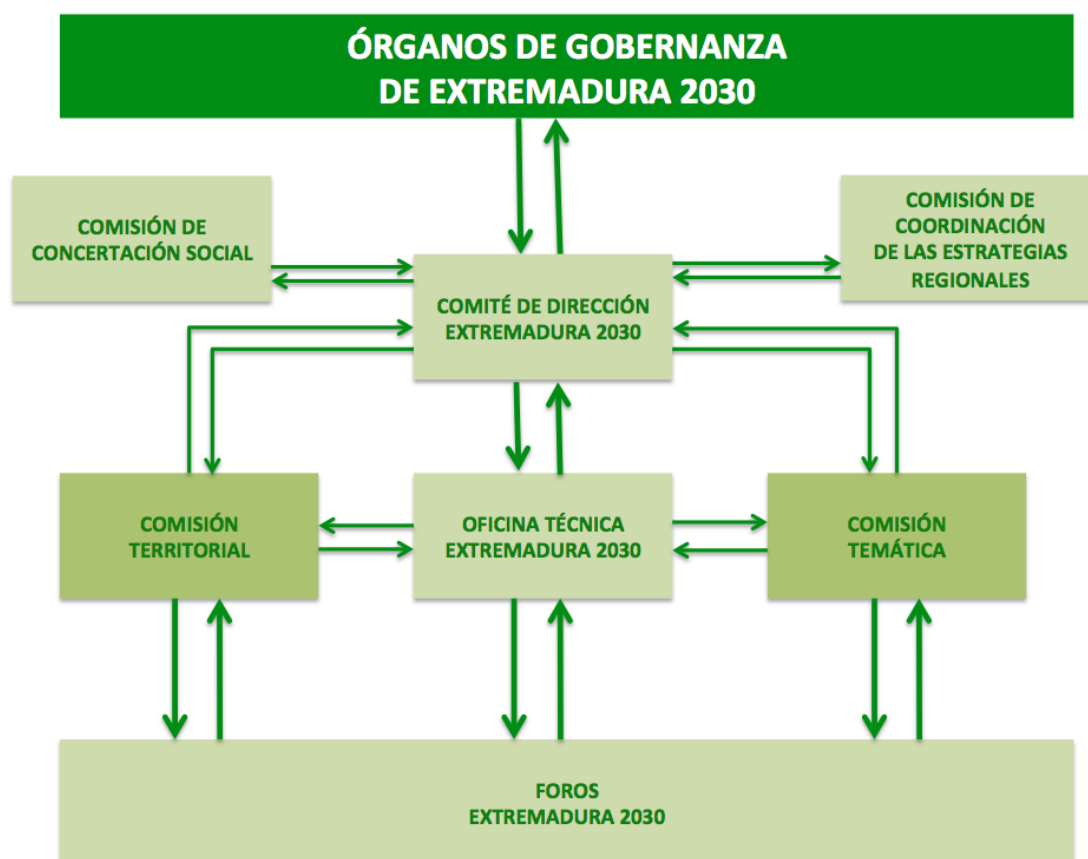 ÓRGANOS DE GOBERNANZA
DE EXTREMADURA 2030
COMISIÓN DE
CONCERTACIÓN SOCIAL
COMISIÓN DE
COORDINACIÓN
DE LAS ESTRATEGIAS
REGIONALES
COMITÉ DE DIRECCIÓN
EXTREMADURA 2030
COMISIÓN
TERRITORIAL
OFICINA TÉCNICA
EXTREMADURA 2030
COMISIÓN
TEMÁTICA
FOROS
EXTREMADURA 2030